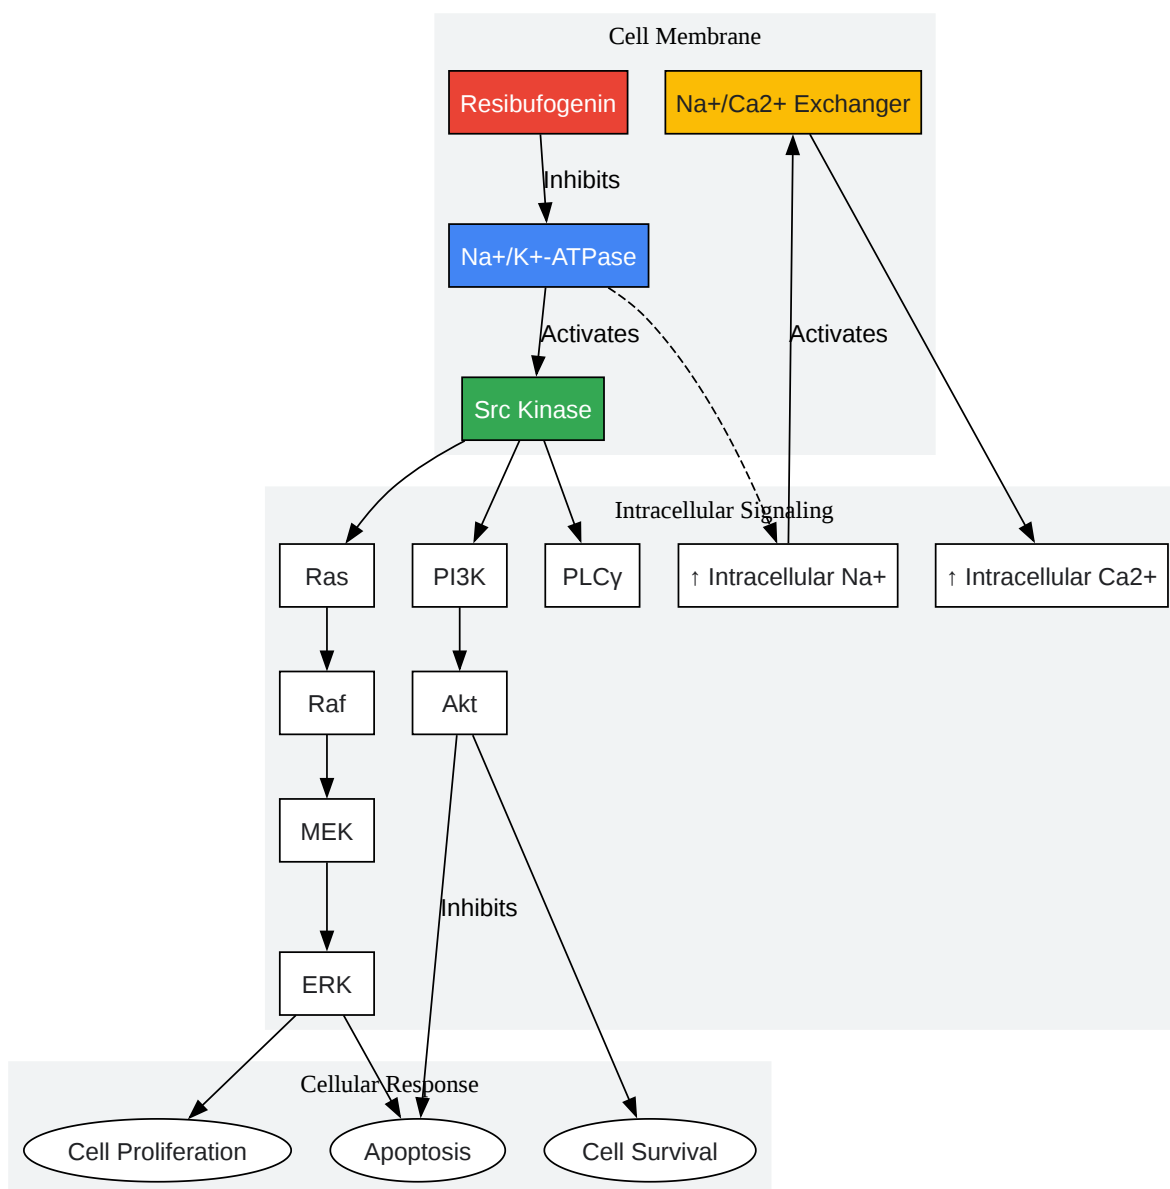 Cell Membrane
Resibufogenin
Na+/Ca2+ Exchanger
Inhibits
Na+/K+-ATPase
Activates
Activates
Src Kinase
Intracellular Signaling
Ras
PI3K
PLCγ
↑ Intracellular Na+
↑ Intracellular Ca2+
Raf
Akt
MEK
Inhibits
ERK
Cellular Response
Cell Proliferation
Apoptosis
Cell Survival